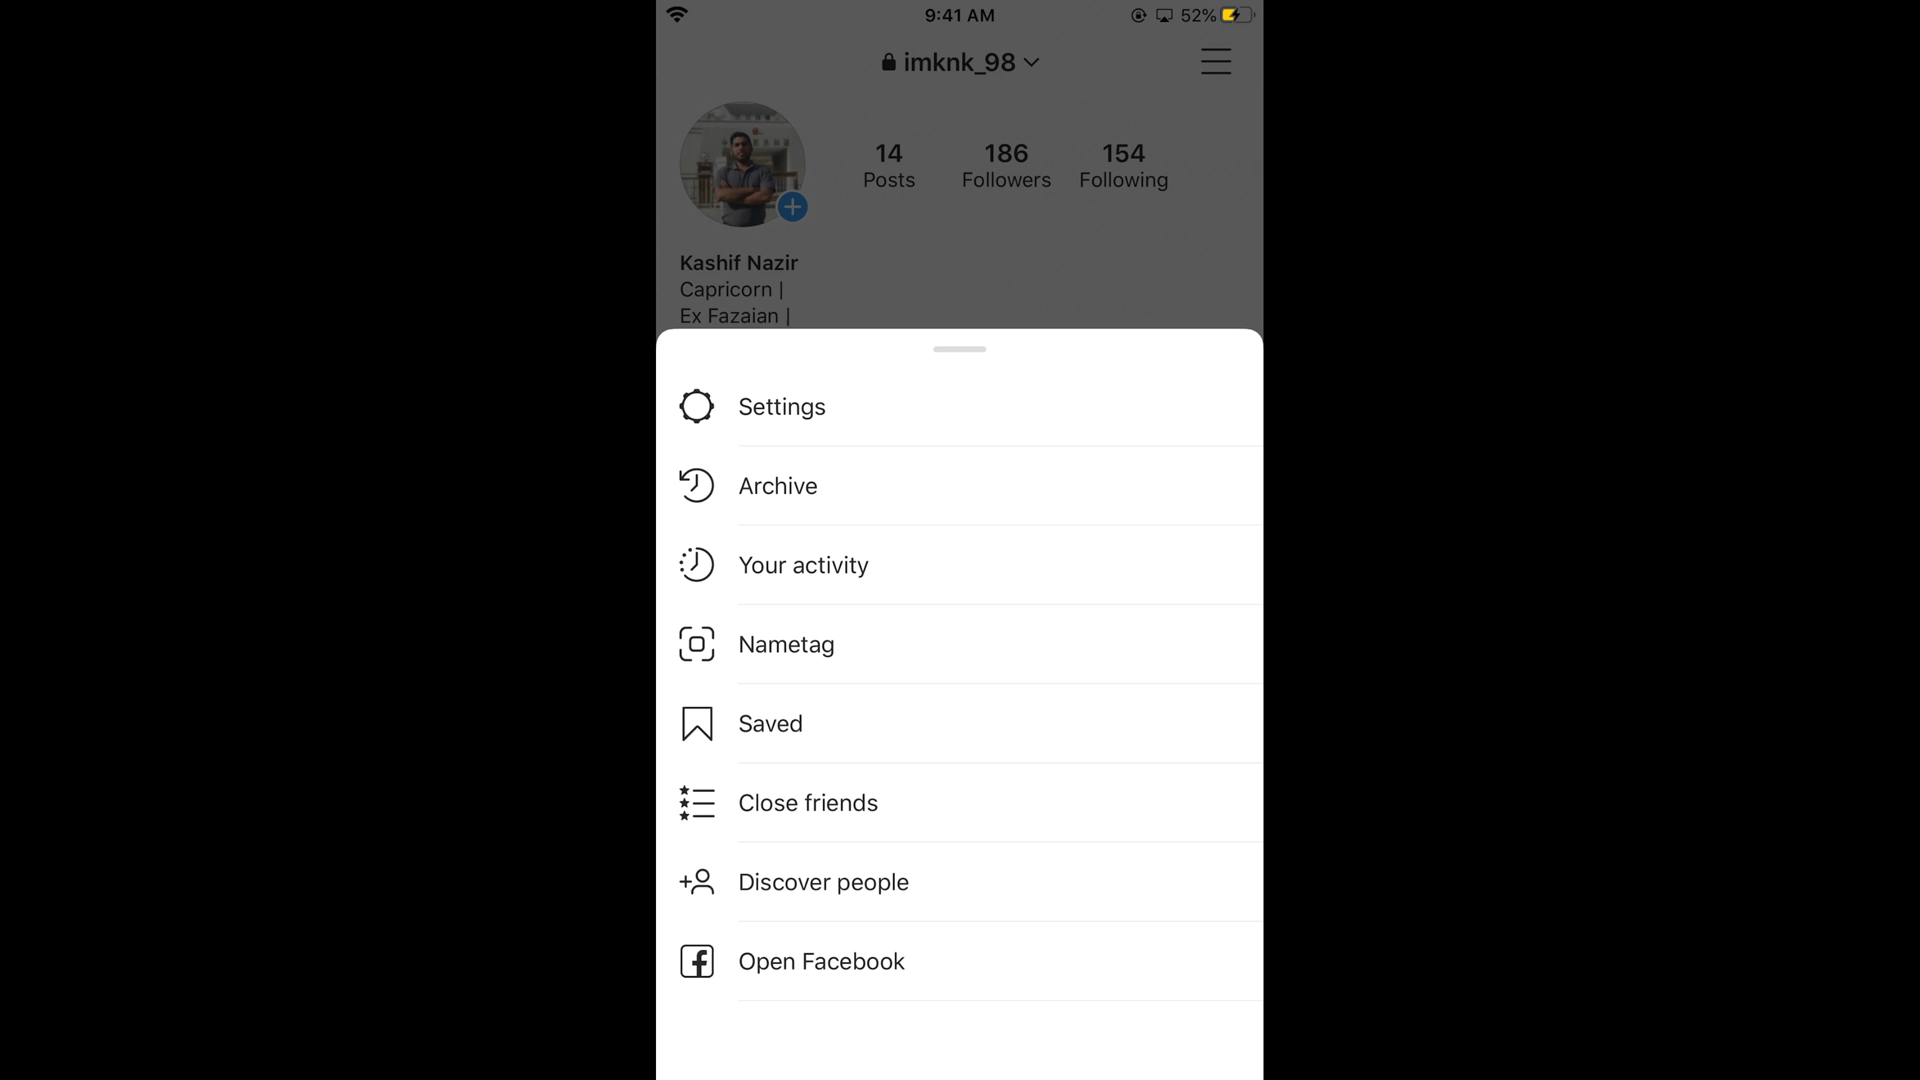 9:41 AM 52%
imknk_98
14 186 154
Posts Followers Following
Kashif Nazir
Capricorn |
Ex Fazaian |
Settings
Archive
Your activity
Nametag
Saved
Close friends
Discover people
Open Facebook